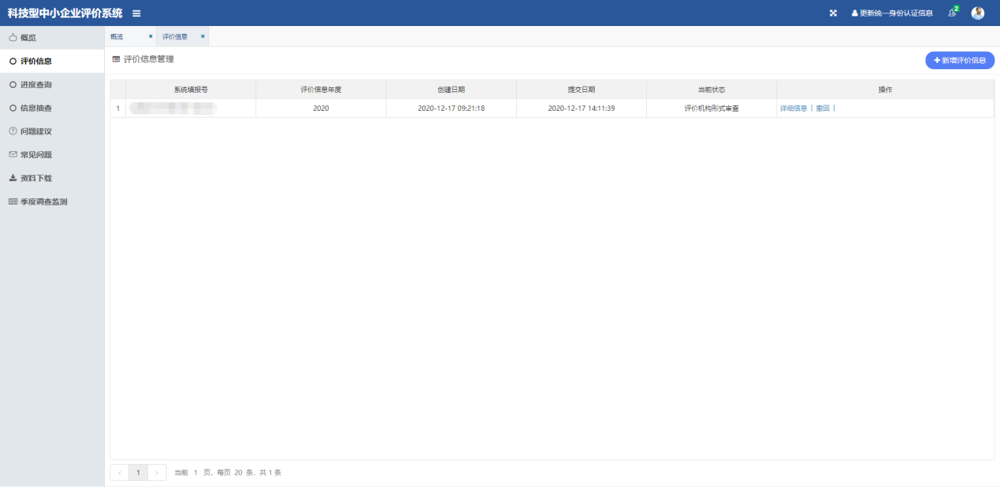 科技型中小企业评价系统
更新统一身份认证信息 2
概览
评价信息
进度查询
信息抽查
问题建议
常见问题
资料下载
季度调查监测
概览 × 评价信息 ×
评价信息管理
+新增评价信息
系统填报号 评价信息年度 创建日期 提交日期 当前状态 操作
1 2020 2020-12-17 09:21:18 2020-12-17 14:11:39 评价机构形式审查 详细信息 | 撤回 |
< 1 > 当前 1 页, 每页 20 条, 共 1 条